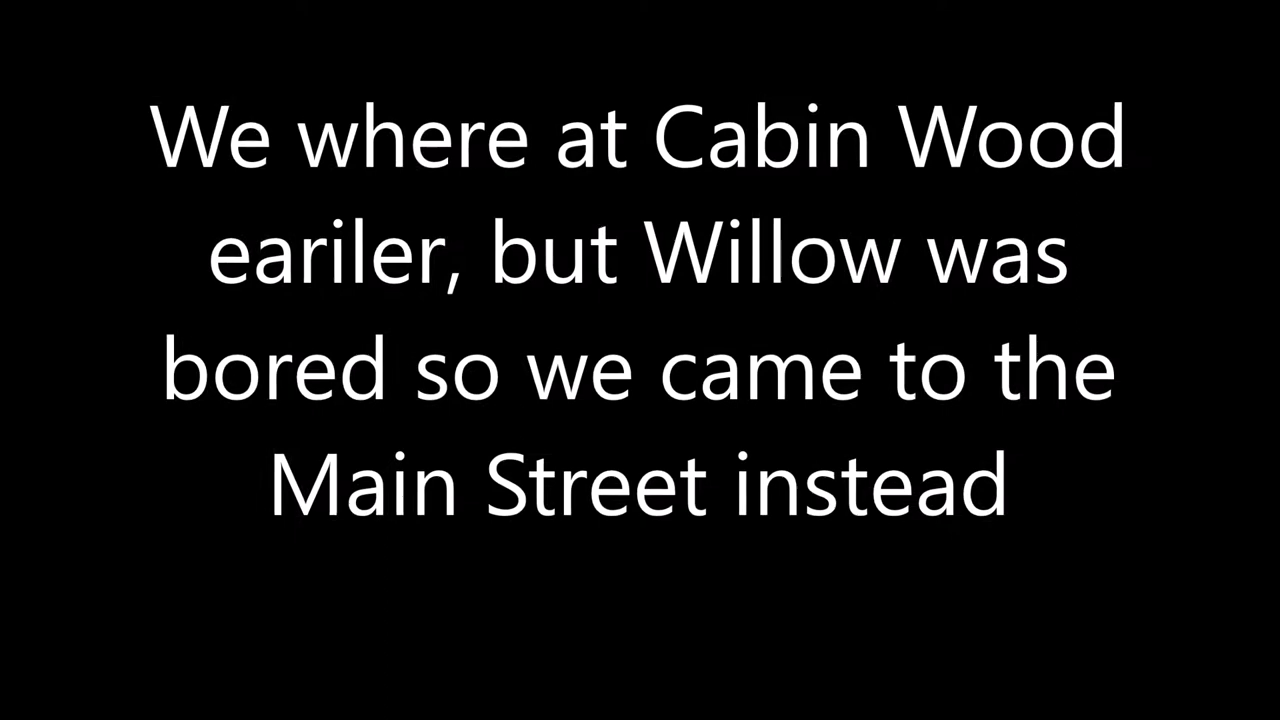 We where at Cabin Wood
eariler, but Willow was
bored so we came to the
Main Street instead